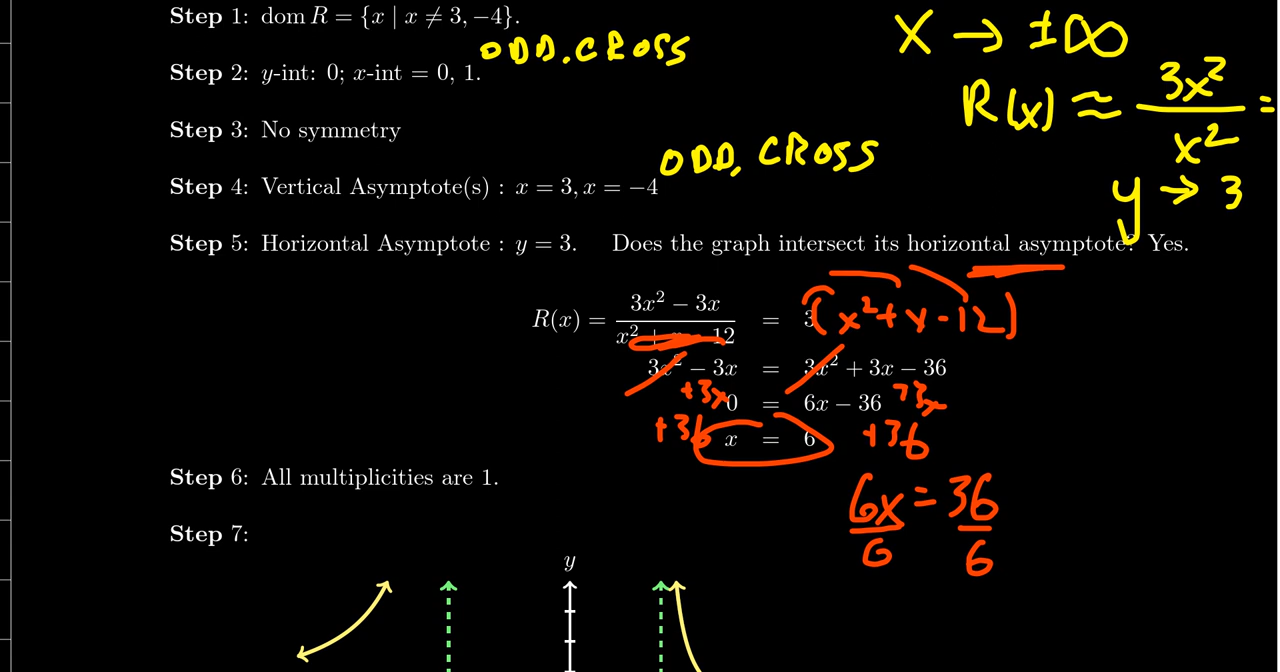 Step 1: dom R = {x | x ≠ 3, −4}.
ODD. CROSS
X → ±∞
Step 2: y-int: 0; x-int = 0, 1.
R(x) ≈ 3x²/x² =
Step 3: No symmetry
ODD, CROSS
Step 4: Vertical Asymptote(s) : x = 3, x = −4
y → 3
Step 5: Horizontal Asymptote : y = 3. Does the graph intersect its horizontal asymptote? Yes.
R(x) = (3x² − 3x)/(x² + x − 12) = 3 (x² + x − 12)
3x² − 3x = 3x² + 3x − 36
+3x 0 = 6x − 36 +3x
+36 x = 6 +36
Step 6: All multiplicities are 1.
6x/6 = 36/6
Step 7:
y